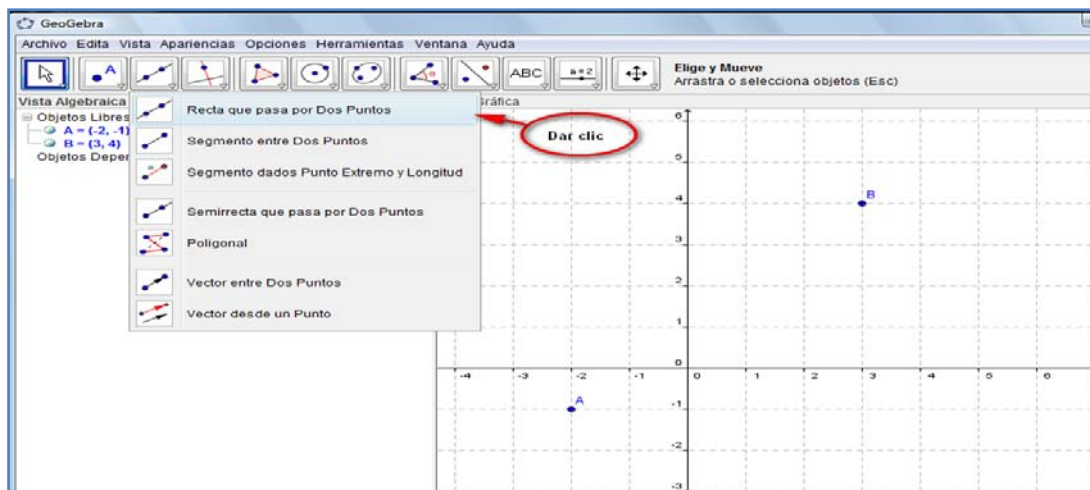 GeoGebra
Archivo Edita Vista Apariencias Opciones Herramientas Ventana Ayuda
A
ABC
a=2
Elige y Mueve
Arrastra o selecciona objetos (Esc)
Vista Algebraica
Gráfica
Objetos Libres
A = (-2, -1)
B = (3, 4)
Objetos Deper
Recta que pasa por Dos Puntos
Segmento entre Dos Puntos
Segmento dados Punto Extremo y Longitud
Semirrecta que pasa por Dos Puntos
Poligonal
Vector entre Dos Puntos
Vector desde un Punto
Dar clic
6
5
B
4
3
2
1
0
-4 -3 -2 -1 0 1 2 3 4 5 6
A
-1
-2
-3